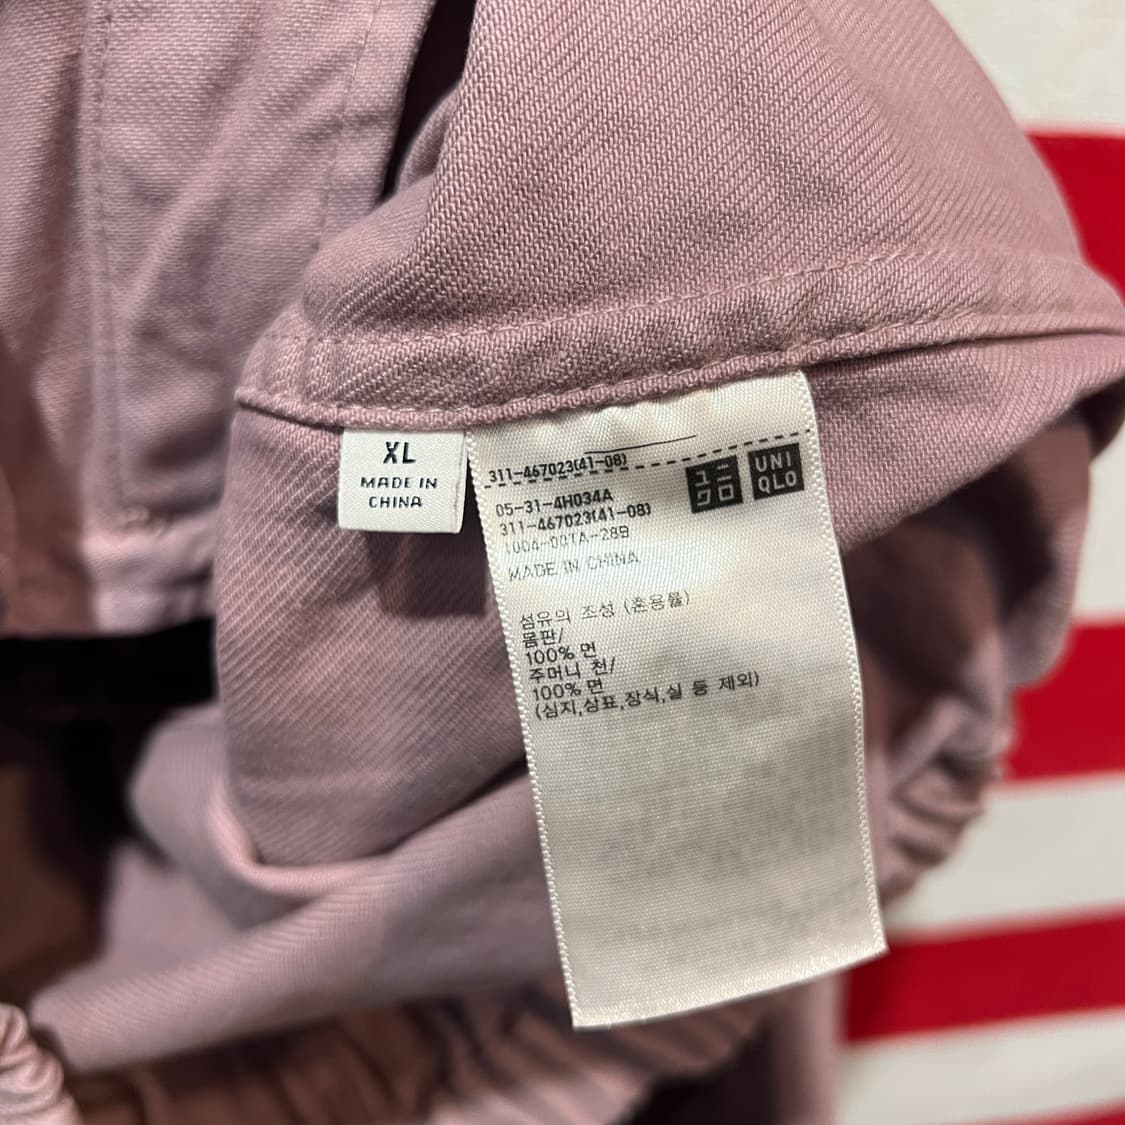 XL
MADE IN
CHINA
311-467023(41-08)
ユニ
クロ
UNI
QLO
05-31-4H034A
311-467023(41-08)
MADE IN CHINA
섬유의 조성 (혼용률)
몸판/
100% 면
주머니 천/
100% 면
(심지,상표,장식,실 등 제외)